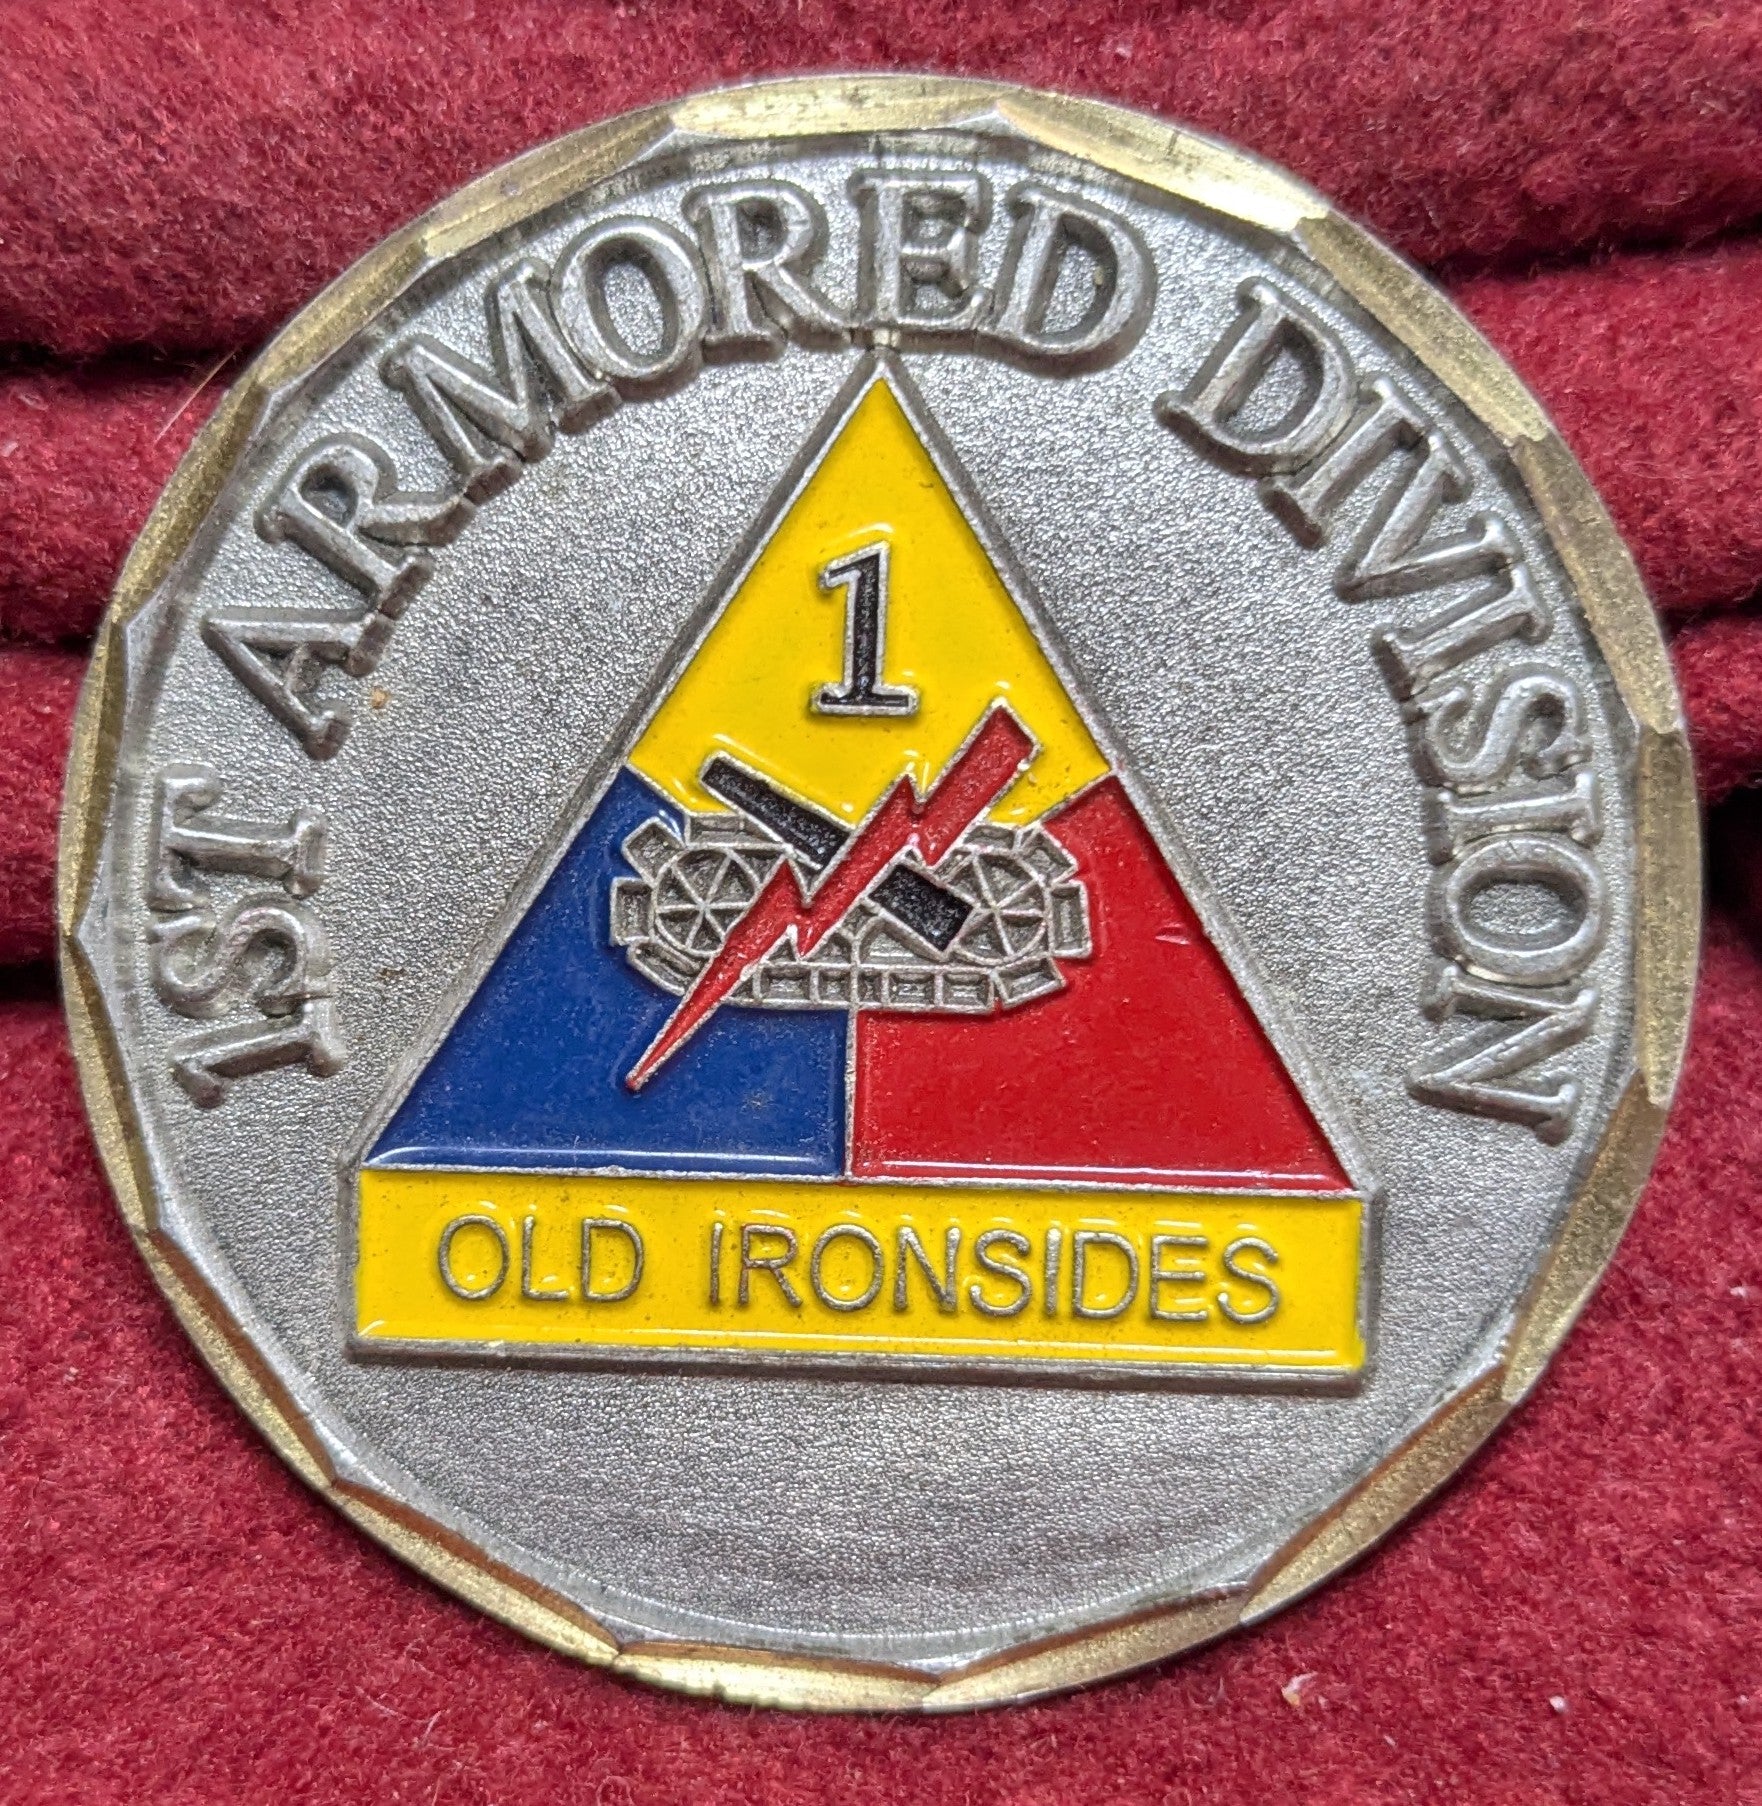 1ST ARMORED DIVISION
1
OLD IRONSIDES